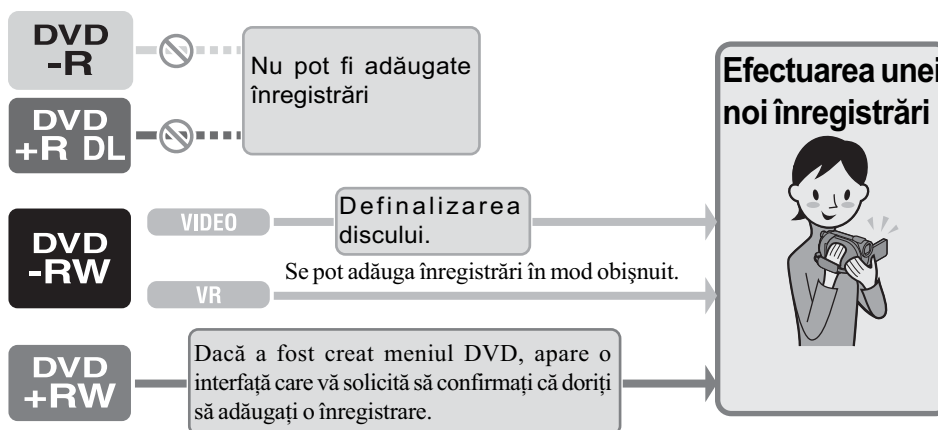 DVD
-R
Nu pot fi adăugate
înregistrări
DVD
+R DL
Efectuarea unei
noi înregistrări
DVD
-RW
VIDEO
Definalizarea
discului.
Se pot adăuga înregistrări în mod obişnuit.
VR
DVD
+RW
Dacă a fost creat meniul DVD, apare o
interfaţă care vă solicită să confirmaţi că doriţi
să adăugaţi o înregistrare.